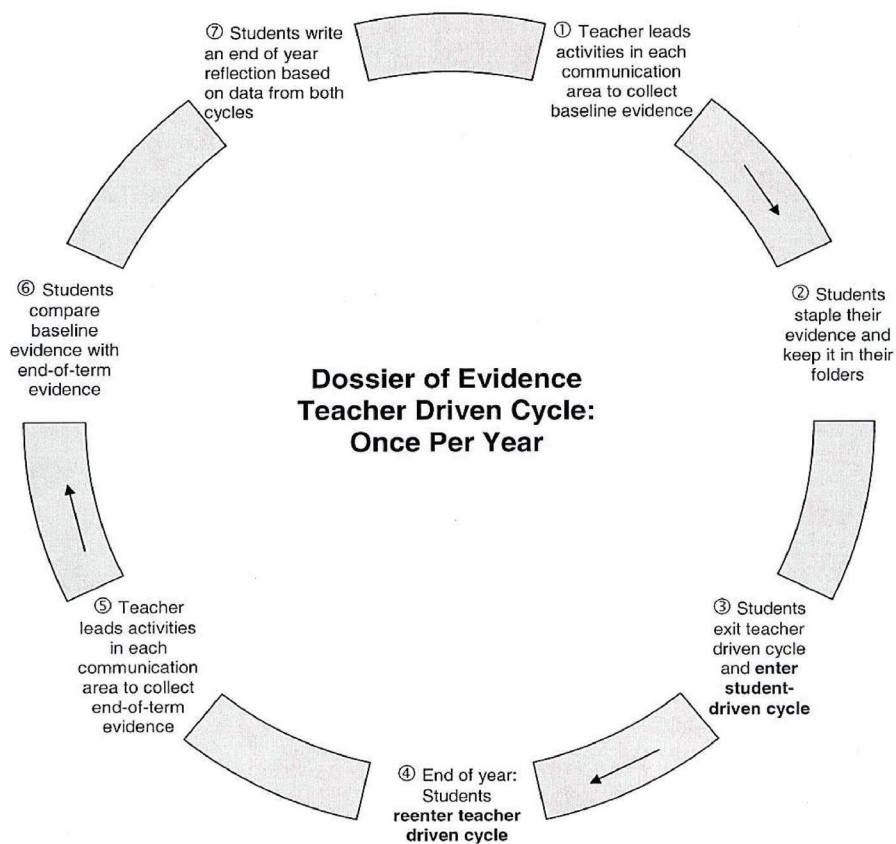 ① Teacher leads
activities in each
communication
area to collect
baseline evidence
② Students
staple their
evidence and
keep it in their
folders
③ Students
exit teacher
driven cycle
and enter
student-
driven cycle
④ End of year:
Students
reenter teacher
driven cycle
⑤ Teacher
leads activities
in each
communication
area to collect
end-of-term
evidence
⑥ Students
compare
baseline
evidence with
end-of-term
evidence
⑦ Students write
an end of year
reflection based
on data from both
cycles
Dossier of Evidence
Teacher Driven Cycle:
Once Per Year